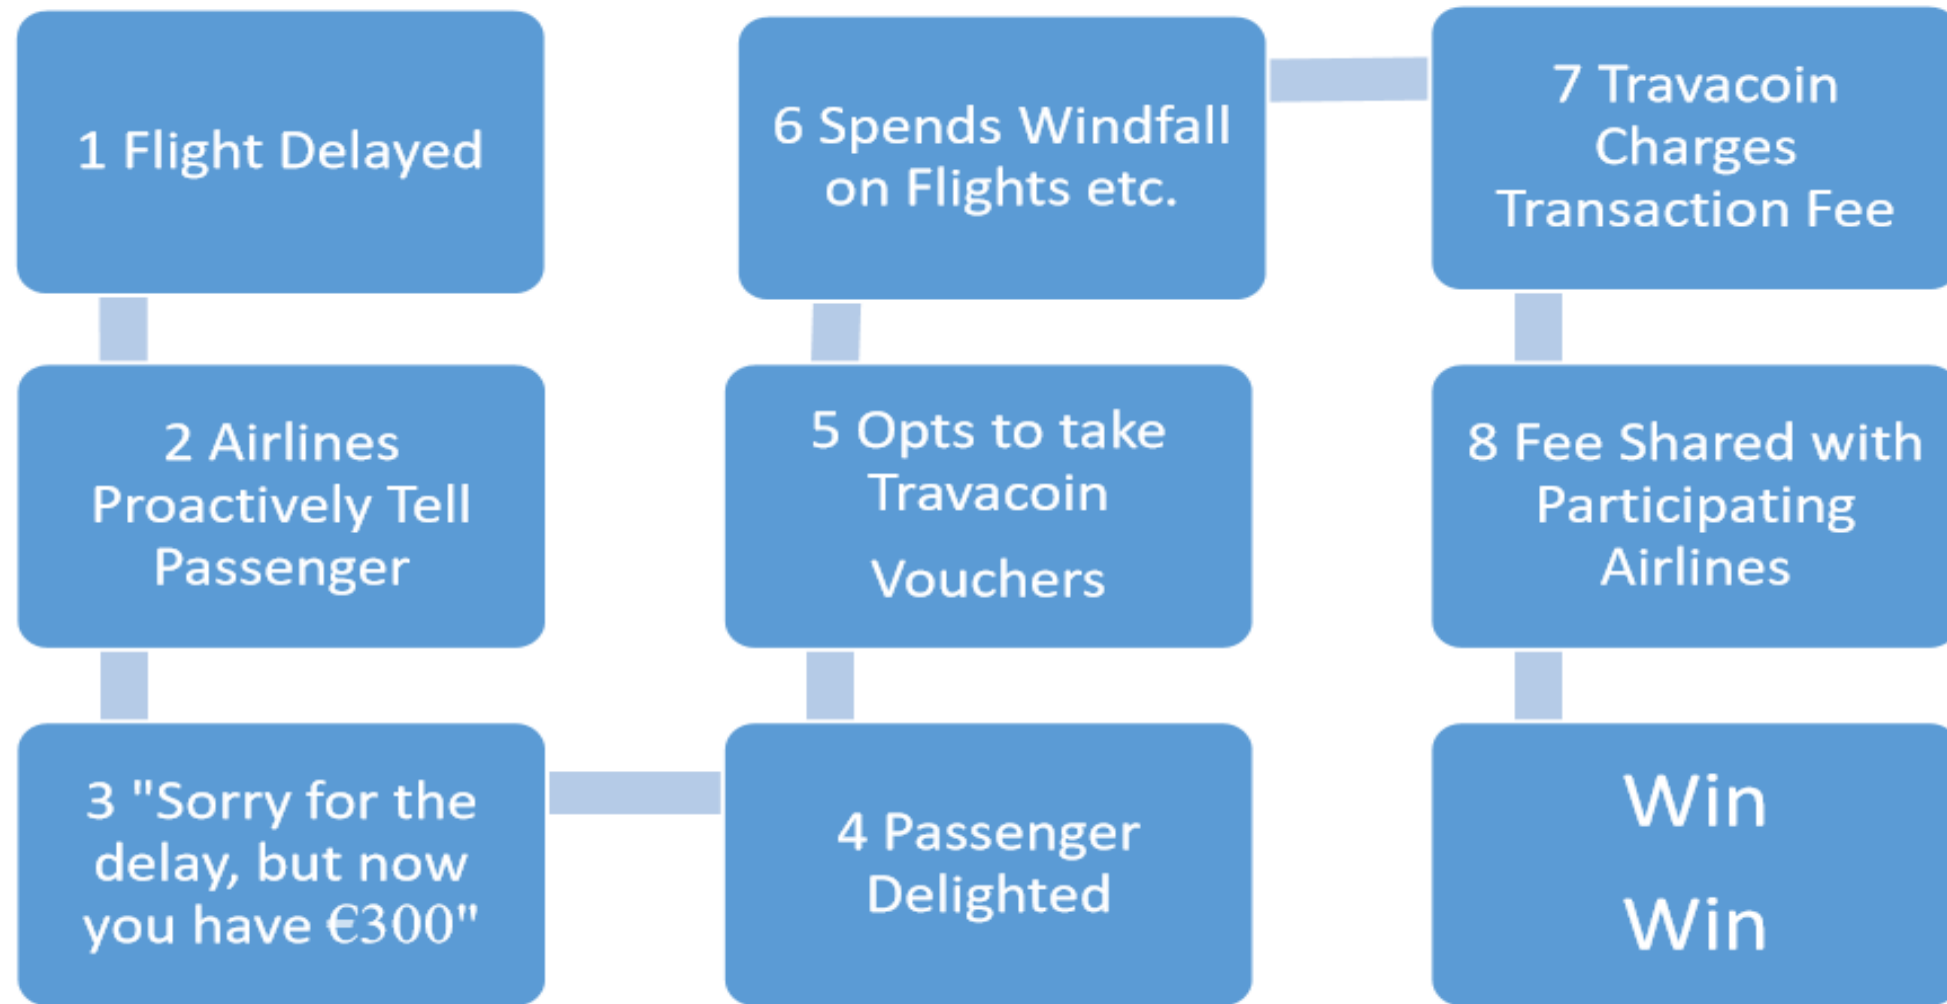 1 Flight Delayed
2 Airlines
Proactively Tell
Passenger
3 "Sorry for the
delay, but now
you have €300"
4 Passenger
Delighted
5 Opts to take
Travacoin
Vouchers
6 Spends Windfall
on Flights etc.
7 Travacoin
Charges
Transaction Fee
8 Fee Shared with
Participating
Airlines
Win
Win